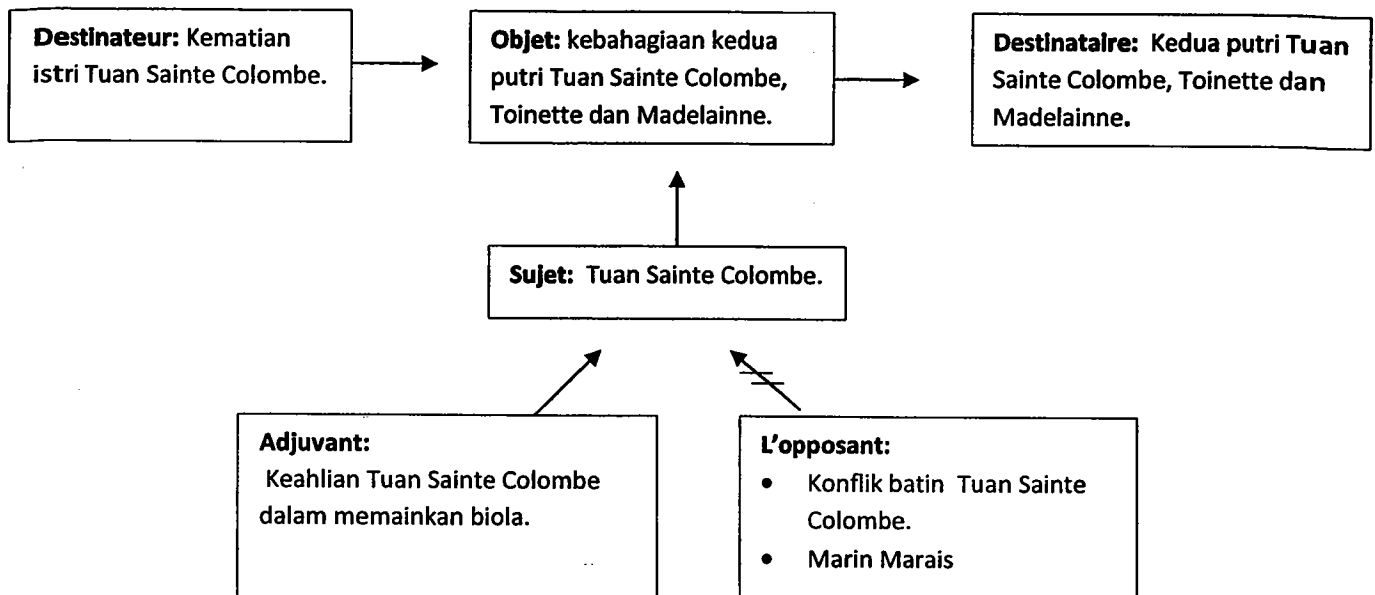 Destinateur: Kematian
istri Tuan Sainte Colombe.
Objet: kebahagiaan kedua
putri Tuan Sainte Colombe,
Toinette dan Madelainne.
Destinataire: Kedua putri Tuan
Sainte Colombe, Toinette dan
Madelainne.
Sujet: Tuan Sainte Colombe.
Adjuvant:
Keahlian Tuan Sainte Colombe
dalam memainkan biola.
L'opposant:
• Konflik batin Tuan Sainte
Colombe.
• Marin Marais